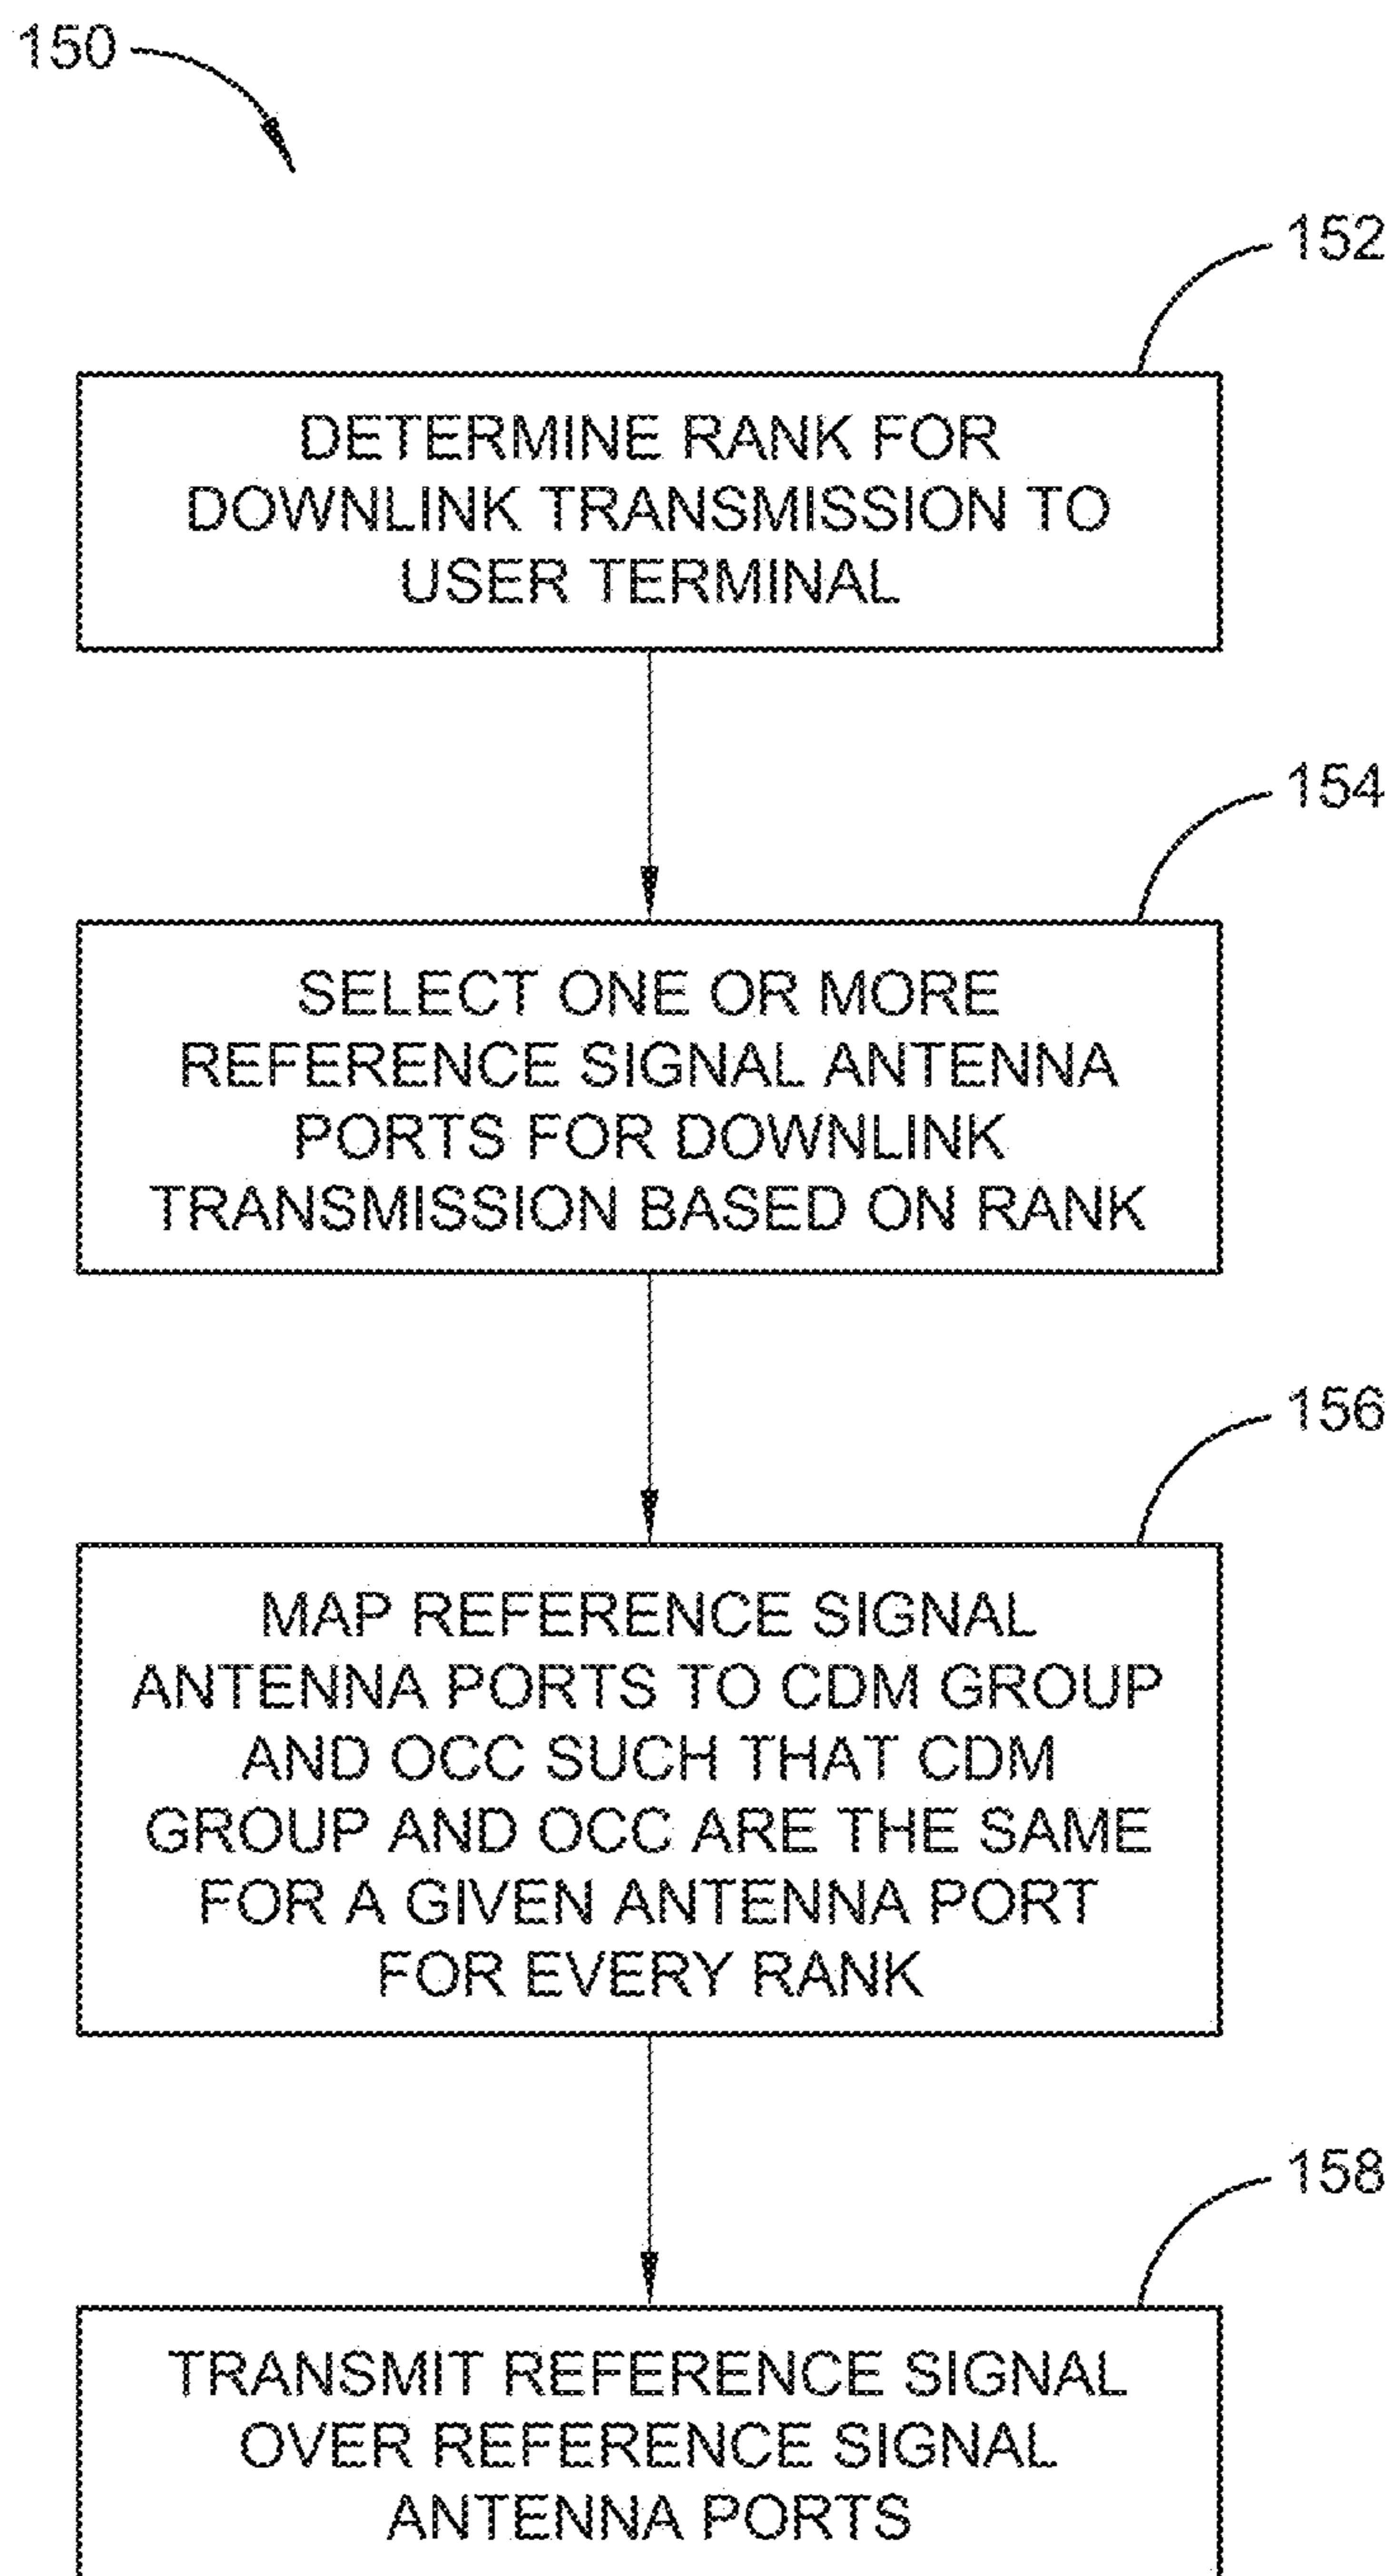 150
152
DETERMINE RANK FOR
DOWNLINK TRANSMISSION TO
USER TERMINAL
154
SELECT ONE OR MORE
REFERENCE SIGNAL ANTENNA
PORTS FOR DOWNLINK
TRANSMISSION BASED ON RANK
156
MAP REFERENCE SIGNAL
ANTENNA PORTS TO CDM GROUP
AND OCC SUCH THAT CDM
GROUP AND OCC ARE THE SAME
FOR A GIVEN ANTENNA PORT
FOR EVERY RANK
158
TRANSMIT REFERENCE SIGNAL
OVER REFERENCE SIGNAL
ANTENNA PORTS